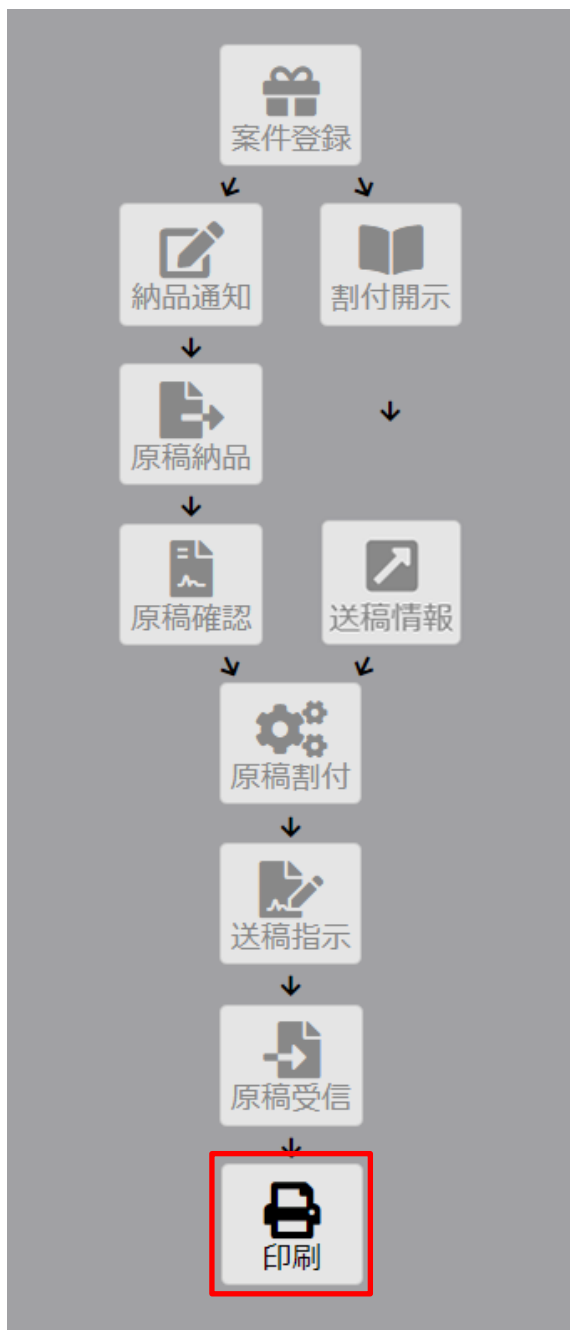 案件登録
納品通知
割付開示
原稿納品
原稿確認
送稿情報
原稿割付
送稿指示
原稿受信
印刷